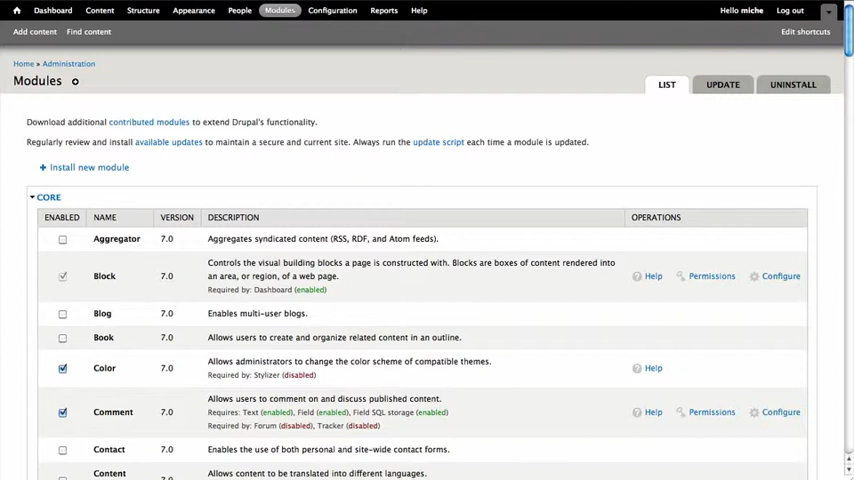 Dashboard Content Structure Appearance People Modules Configuration Reports Help Hello miche Log out
Add content Find content Edit shortcuts
Home » Administration
Modules
LIST UPDATE UNINSTALL
Download additional contributed modules to extend Drupal's functionality.
Regularly review and install available updates to maintain a secure and current site. Always run the update script each time a module is updated.
+ Install new module
CORE
ENABLED NAME VERSION DESCRIPTION OPERATIONS
Aggregator 7.0 Aggregates syndicated content (RSS, RDF, and Atom feeds).
Controls the visual building blocks a page is constructed with. Blocks are boxes of content rendered into
Block 7.0 an area, or region, of a web page. Help Permissions Configure
Required by: Dashboard (enabled)
Blog 7.0 Enables multi-user blogs.
Book 7.0 Allows users to create and organize related content in an outline.
Allows administrators to change the color scheme of compatible themes.
Color 7.0 Help
Required by: Stylizer (disabled)
Allows users to comment on and discuss published content.
Comment 7.0 Requires: Text (enabled), Field (enabled), Field SQL storage (enabled) Help Permissions Configure
Required by: Forum (disabled), Tracker (disabled)
Contact 7.0 Enables the use of both personal and site-wide contact forms.
Content 7.0 Allows content to be translated into different languages.